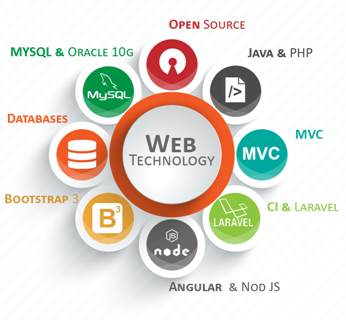 OPEN SOURCE
MYSQL & ORACLE 10G
JAVA & PHP
MySQL
</>
DATABASES
WEB
TECHNOLOGY
MVC
MVC
BOOTSTRAP 3
B3
CI & LARAVEL
LARAVEL
JS
node
ANGULAR & NOD JS